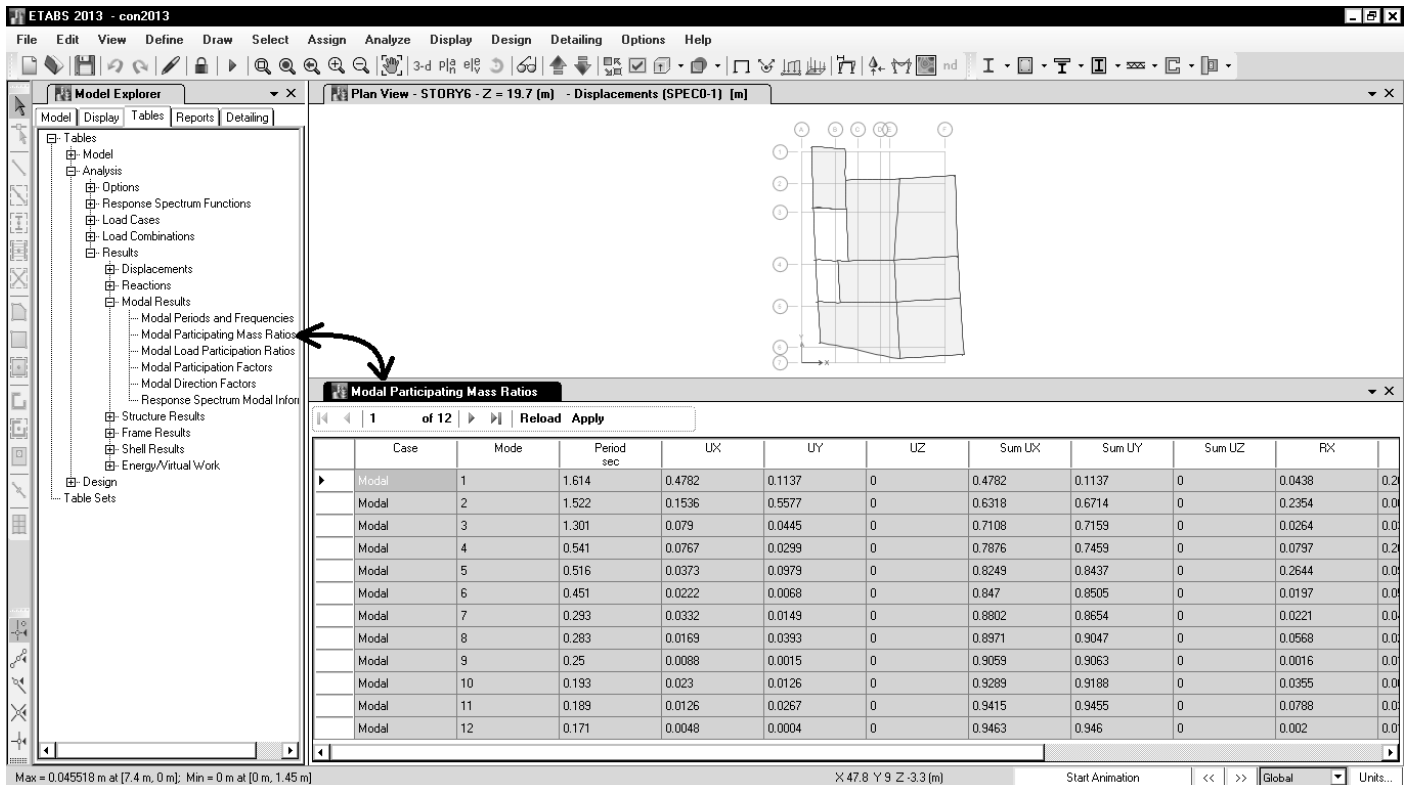 ETABS 2013 - con2013
File Edit View Define Draw Select Assign Analyze Display Design Detailing Options Help
3-d nd
Model Explorer
Model Display Tables Reports Detailing
Tables
Model
Analysis
Options
Response Spectrum Functions
Load Cases
Load Combinations
Results
Displacements
Reactions
Modal Results
Modal Periods and Frequencies
Modal Participating Mass Ratios
Modal Load Participation Ratios
Modal Participation Factors
Modal Direction Factors
Response Spectrum Modal Infor
Structure Results
Frame Results
Shell Results
Energy/Virtual Work
Design
Table Sets
Plan View - STORY6 - Z = 19.7 (m) - Displacements (SPEC0-1) [m]
A B C D E F
1
2
3
4
5
6
7
Y
X
Modal Participating Mass Ratios
1 of 12 Reload Apply
Case Mode Period UX UY UZ Sum UX Sum UY Sum UZ RX
sec
Modal 1 1.614 0.4782 0.1137 0 0.4782 0.1137 0 0.0438
Modal 2 1.522 0.1536 0.5577 0 0.6318 0.6714 0 0.2354
Modal 3 1.301 0.079 0.0445 0 0.7108 0.7159 0 0.0264
Modal 4 0.541 0.0767 0.0299 0 0.7876 0.7459 0 0.0797
Modal 5 0.516 0.0373 0.0979 0 0.8249 0.8437 0 0.2644
Modal 6 0.451 0.0222 0.0068 0 0.847 0.8505 0 0.0197
Modal 7 0.293 0.0332 0.0149 0 0.8802 0.8654 0 0.0221
Modal 8 0.283 0.0169 0.0393 0 0.8971 0.9047 0 0.0568
Modal 9 0.25 0.0088 0.0015 0 0.9059 0.9063 0 0.0016
Modal 10 0.193 0.023 0.0126 0 0.9289 0.9188 0 0.0355
Modal 11 0.189 0.0126 0.0267 0 0.9415 0.9455 0 0.0788
Modal 12 0.171 0.0048 0.0004 0 0.9463 0.946 0 0.002
Max = 0.045518 m at [7.4 m, 0 m]; Min = 0 m at [0 m, 1.45 m] X 47.8 Y 9 Z -3.3 (m) Start Animation << >> Global Units...